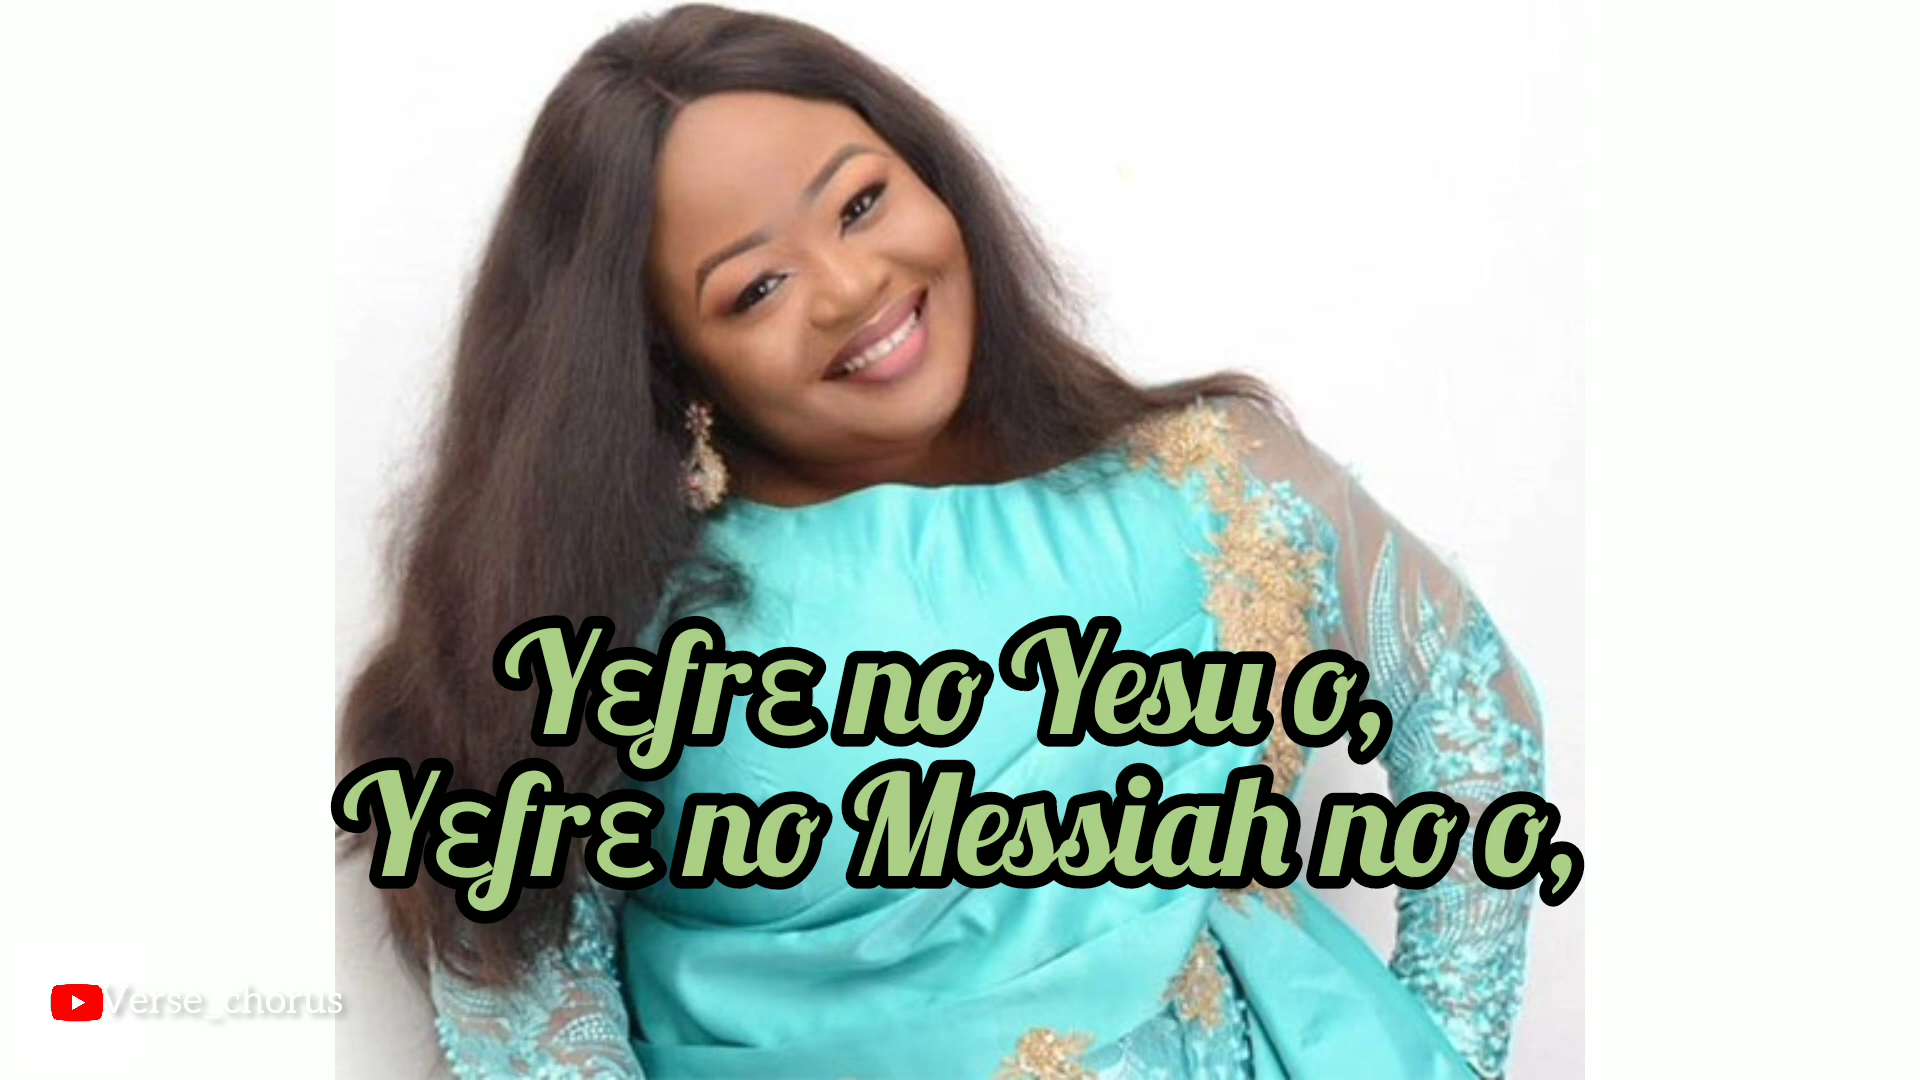 Yɛfrɛ no Yesu o,
Yɛfrɛ no Messiah no o,
Verse_chorus